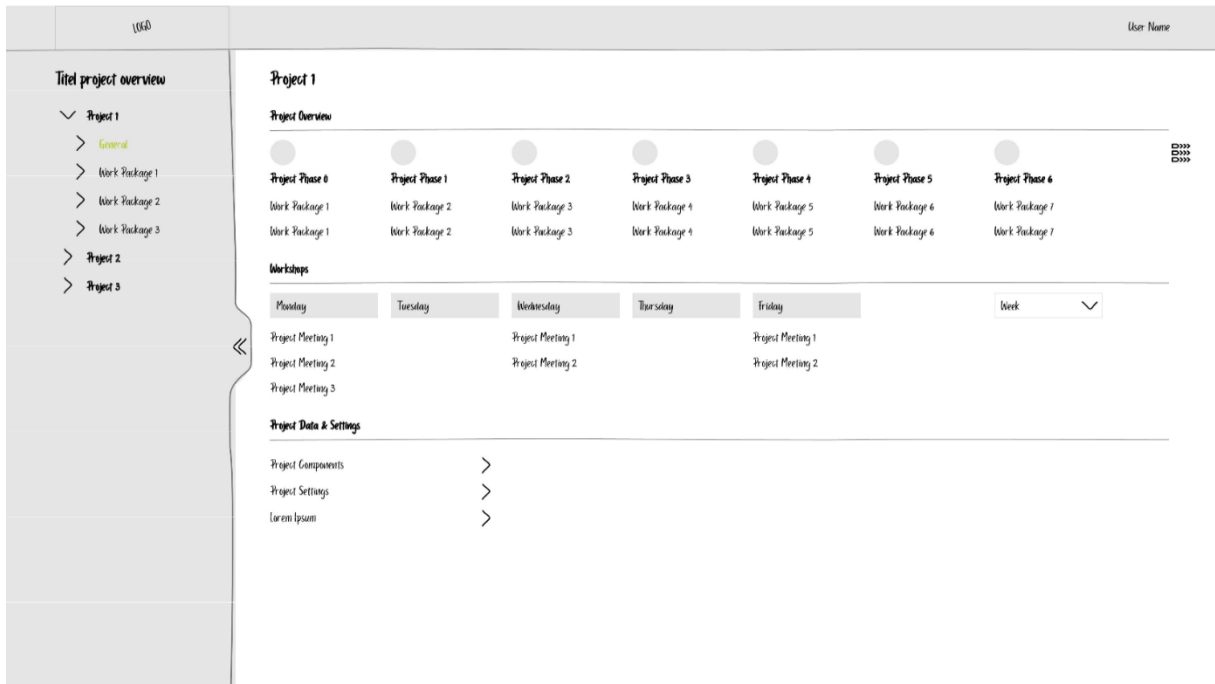 LOGO
User Name
Titel project overview
Project 1
General
Work Package 1
Work Package 2
Work Package 3
Project 2
Project 3
Project 1
Project Overview
Project Phase 0 Project Phase 1 Project Phase 2 Project Phase 3 Project Phase 4 Project Phase 5 Project Phase 6
Work Package 1 Work Package 2 Work Package 3 Work Package 4 Work Package 5 Work Package 6 Work Package 7
Work Package 1 Work Package 2 Work Package 3 Work Package 4 Work Package 5 Work Package 6 Work Package 7
Workshops
Monday Tuesday Wednesday Thursday Friday Week
Project Meeting 1 Project Meeting 1 Project Meeting 1
Project Meeting 2 Project Meeting 2 Project Meeting 2
Project Meeting 3
Project Data & Settings
Project Components
Project Settings
Lorem Ipsum